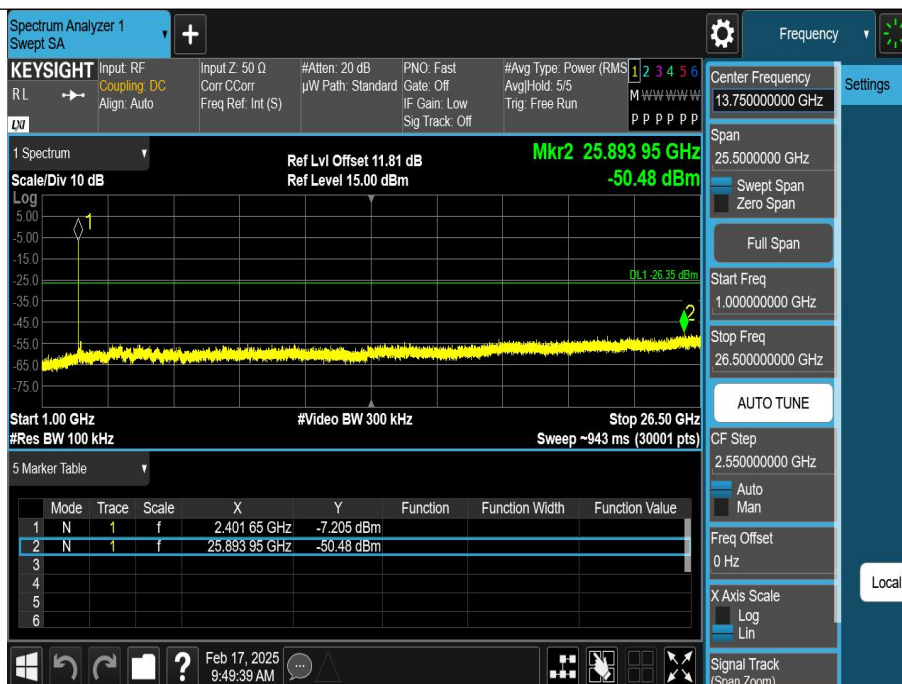 Spectrum Analyzer 1
Swept SA
+
Frequency
KEYSIGHT
RL
LXI
Input: RF
Coupling: DC
Align: Auto
Input Z: 50 Ω
Corr CCorr
Freq Ref: Int (S)
#Atten: 20 dB
µW Path: Standard
PNO: Fast
Gate: Off
IF Gain: Low
Sig Track: Off
#Avg Type: Power (RMS
Avg|Hold: 5/5
Trig: Free Run
1 2 3 4 5 6
M W W W W W
P P P P P P
1 Spectrum
Scale/Div 10 dB
Ref Lvl Offset 11.81 dB
Ref Level 15.00 dBm
Mkr2 25.893 95 GHz
-50.48 dBm
Log
5.00
-5.00
-15.0
-25.0
-35.0
-45.0
-55.0
-65.0
-75.0
1
DL1 -26.35 dBm
2
Start 1.00 GHz
#Video BW 300 kHz
Stop 26.50 GHz
#Res BW 100 kHz
Sweep ~943 ms (30001 pts)
5 Marker Table
Mode Trace Scale X Y Function Function Width Function Value
1 N 1 f 2.401 65 GHz -7.205 dBm
2 N 1 f 25.893 95 GHz -50.48 dBm
3
4
5
6
?
Feb 17, 2025
9:49:39 AM
Center Frequency
13.750000000 GHz
Span
25.5000000 GHz
Swept Span
Zero Span
Full Span
Start Freq
1.000000000 GHz
Stop Freq
26.500000000 GHz
AUTO TUNE
CF Step
2.550000000 GHz
Auto
Man
Freq Offset
0 Hz
X Axis Scale
Log
Lin
Signal Track
(Span Zoom)
Settings
Local